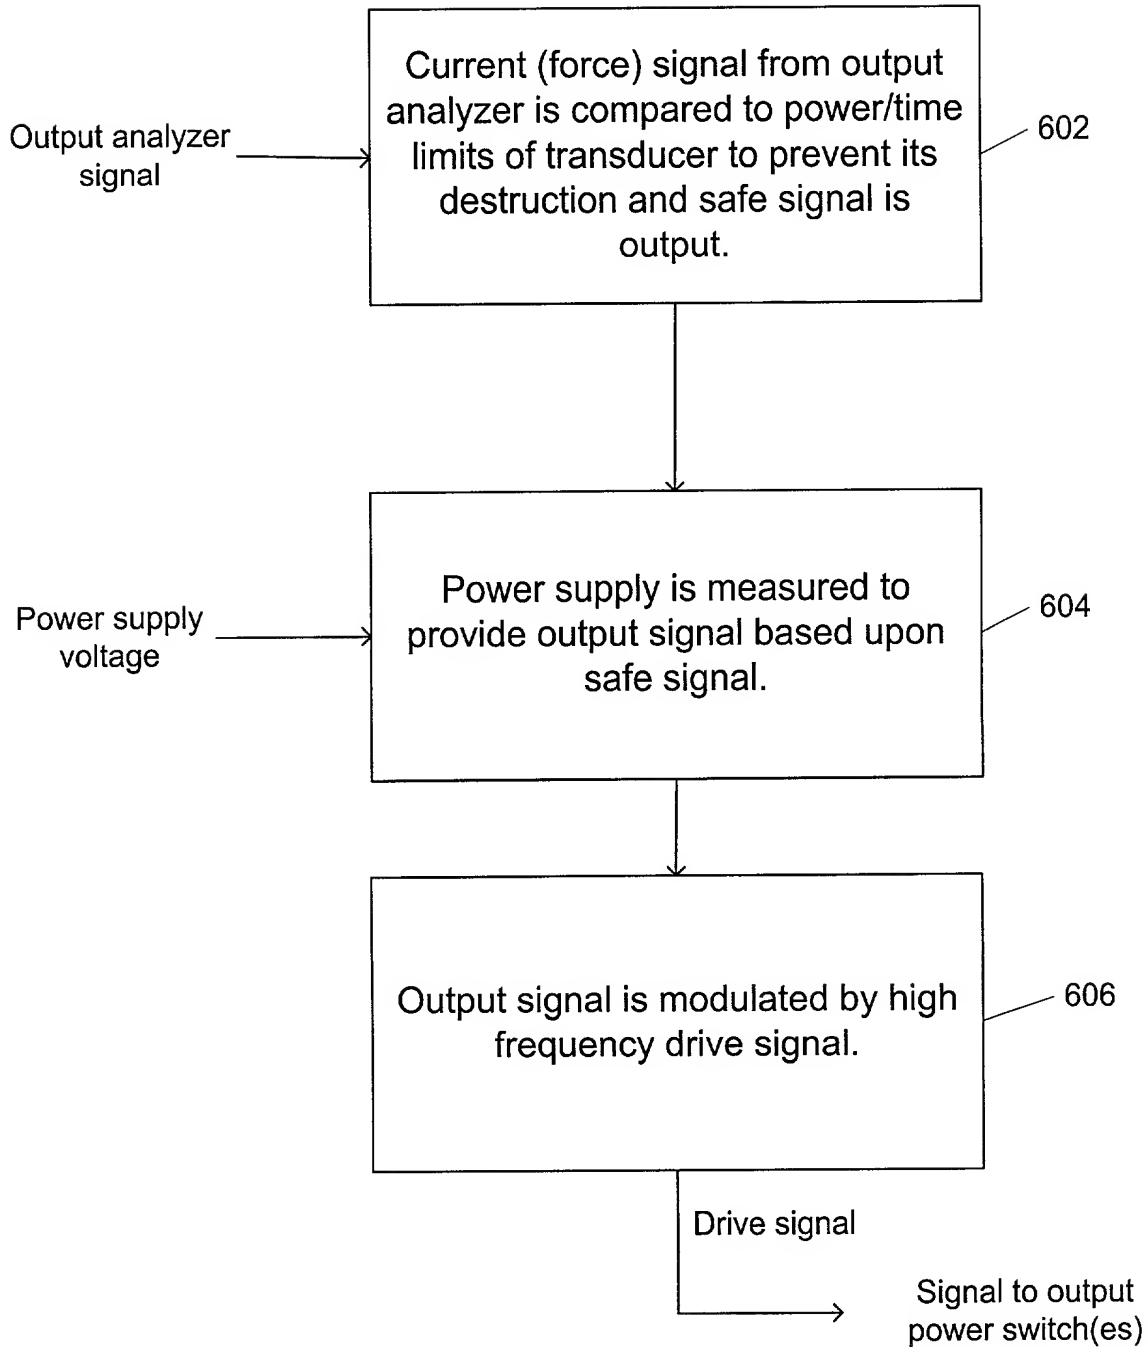 Current (force) signal from output
analyzer is compared to power/time
limits of transducer to prevent its
destruction and safe signal is
output.
602
Output analyzer
signal
Power supply is measured to
provide output signal based upon
safe signal.
604
Power supply
voltage
Output signal is modulated by high
frequency drive signal.
606
Drive signal
Signal to output
power switch(es)